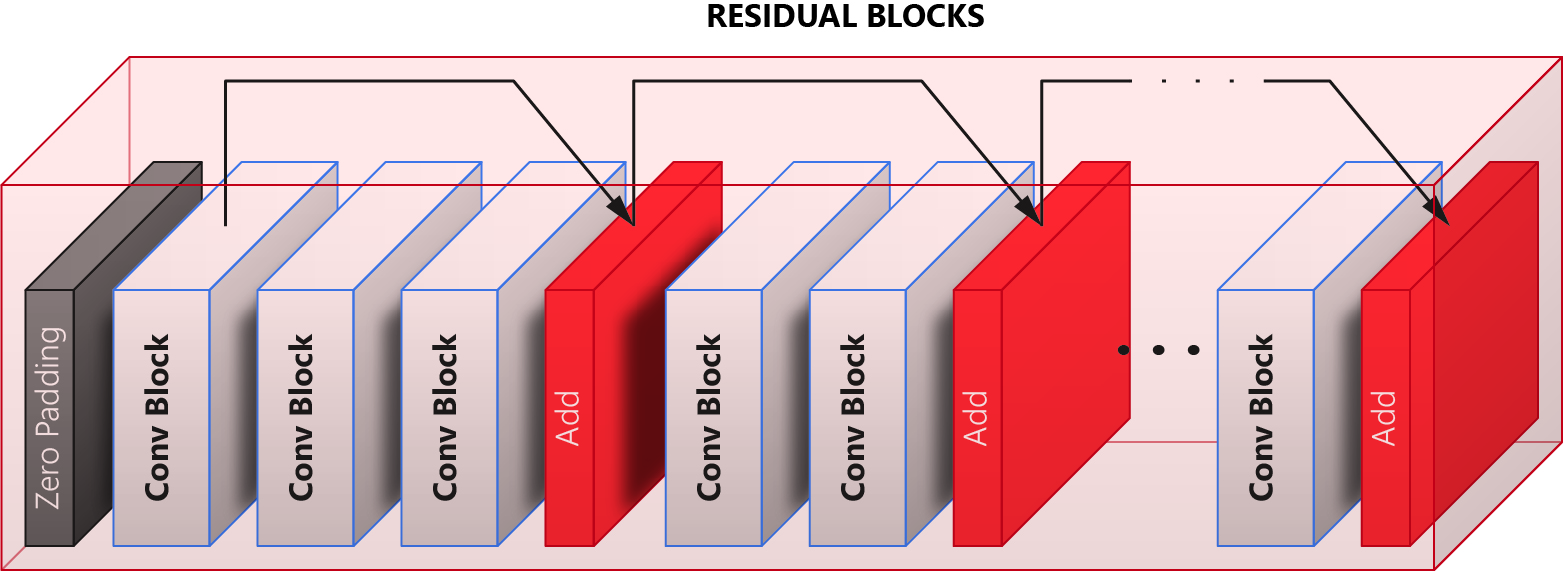 RESIDUAL BLOCKS
Zero Padding
Conv Block
Conv Block
Conv Block
Add
Conv Block
Conv Block
Add
. . .
Conv Block
Add